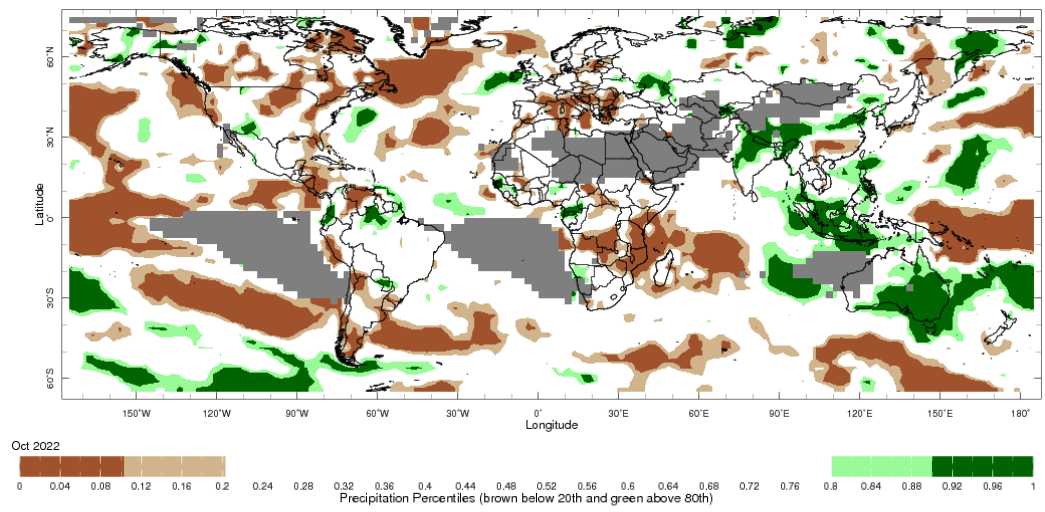 60°N
30°N
0°
30°S
60°S
Latitude
150°W 120°W 90°W 60°W 30°W 0° 30°E 60°E 90°E 120°E 150°E 180°
Longitude
Oct 2022
0 0.04 0.08 0.12 0.16 0.2 0.24 0.28 0.32 0.36 0.4 0.44 0.48 0.52 0.56 0.6 0.64 0.68 0.72 0.76 0.8 0.84 0.88 0.92 0.96 1
Precipitation Percentiles (brown below 20th and green above 80th)